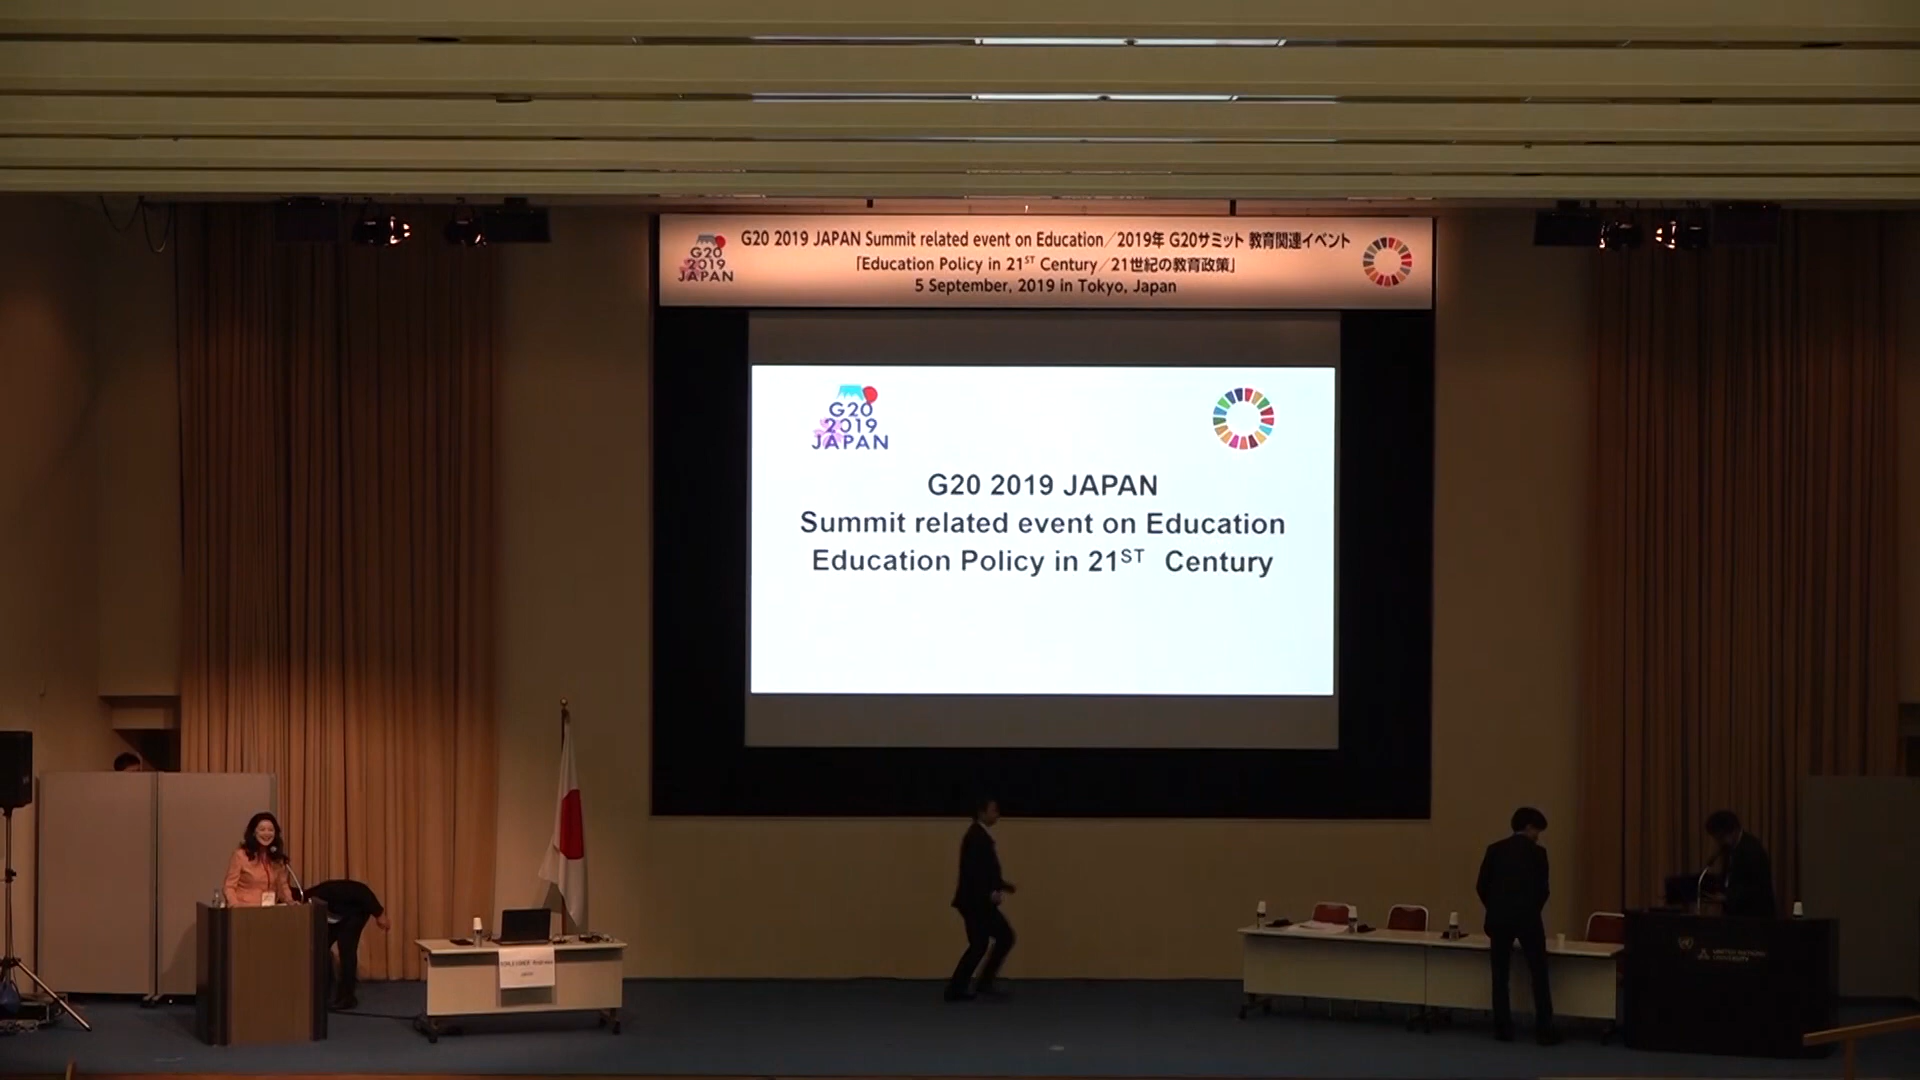 G20 2019 JAPAN Summit related event on Education／2019年 G20サミット 教育関連イベント
「Education Policy in 21ST Century／21世紀の教育政策」
5 September, 2019 in Tokyo, Japan
G20
2019
JAPAN
G20
2019
JAPAN
G20 2019 JAPAN
Summit related event on Education
Education Policy in 21ST Century
UNITED NATIONS
UNIVERSITY